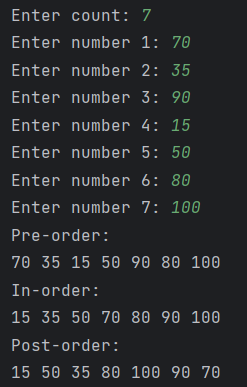 Enter count: 7
Enter number 1: 70
Enter number 2: 35
Enter number 3: 90
Enter number 4: 15
Enter number 5: 50
Enter number 6: 80
Enter number 7: 100
Pre-order:
70 35 15 50 90 80 100
In-order:
15 35 50 70 80 90 100
Post-order:
15 50 35 80 100 90 70